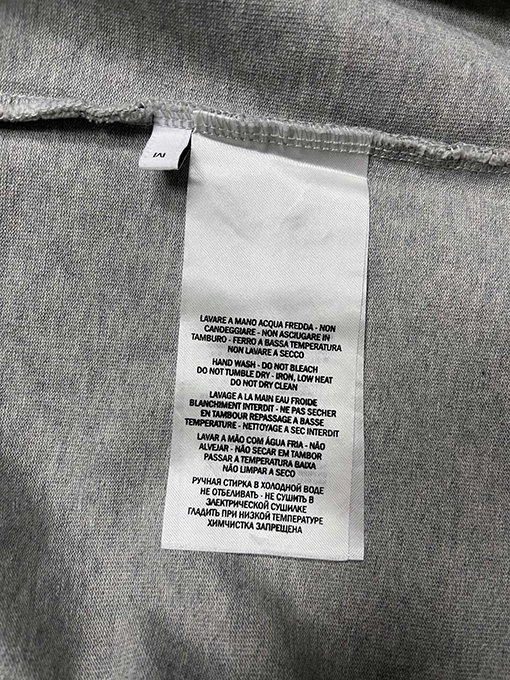 M
LAVARE A MANO ACQUA FREDDA - NON
CANDEGGIARE - NON ASCIUGARE IN
TAMBURO - FERRO A BASSA TEMPERATURA
NON LAVARE A SECCO
HAND WASH - DO NOT BLEACH
DO NOT TUMBLE DRY - IRON, LOW HEAT
DO NOT DRY CLEAN
LAVAGE A LA MAIN EAU FROIDE
BLANCHIMENT INTERDIT - NE PAS SECHER
EN TAMBOUR REPASSAGE A BASSE
TEMPERATURE - NETTOYAGE A SEC INTERDIT
LAVAR A MÃO COM ÁGUA FRIA - NÃO
ALVEJAR - NÃO SECAR EM TAMBOR
PASSAR A TEMPERATURA BAIXA
NÃO LIMPAR A SECO
РУЧНАЯ СТИРКА В ХОЛОДНОЙ ВОДЕ
НЕ ОТБЕЛИВАТЬ - НЕ СУШИТЬ В
ЭЛЕКТРИЧЕСКОЙ СУШИЛКЕ
ГЛАДИТЬ ПРИ НИЗКОЙ ТЕМПЕРАТУРЕ
ХИМЧИСТКА ЗАПРЕЩЕНА